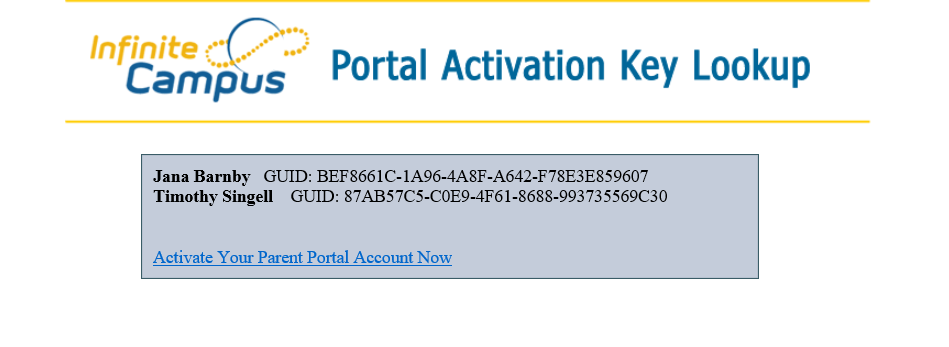 Infinite Campus
Portal Activation Key Lookup
Jana Barnby GUID: BEF8661C-1A96-4A8F-A642-F78E3E859607
Timothy Singell GUID: 87AB57C5-C0E9-4F61-8688-993735569C30
Activate Your Parent Portal Account Now